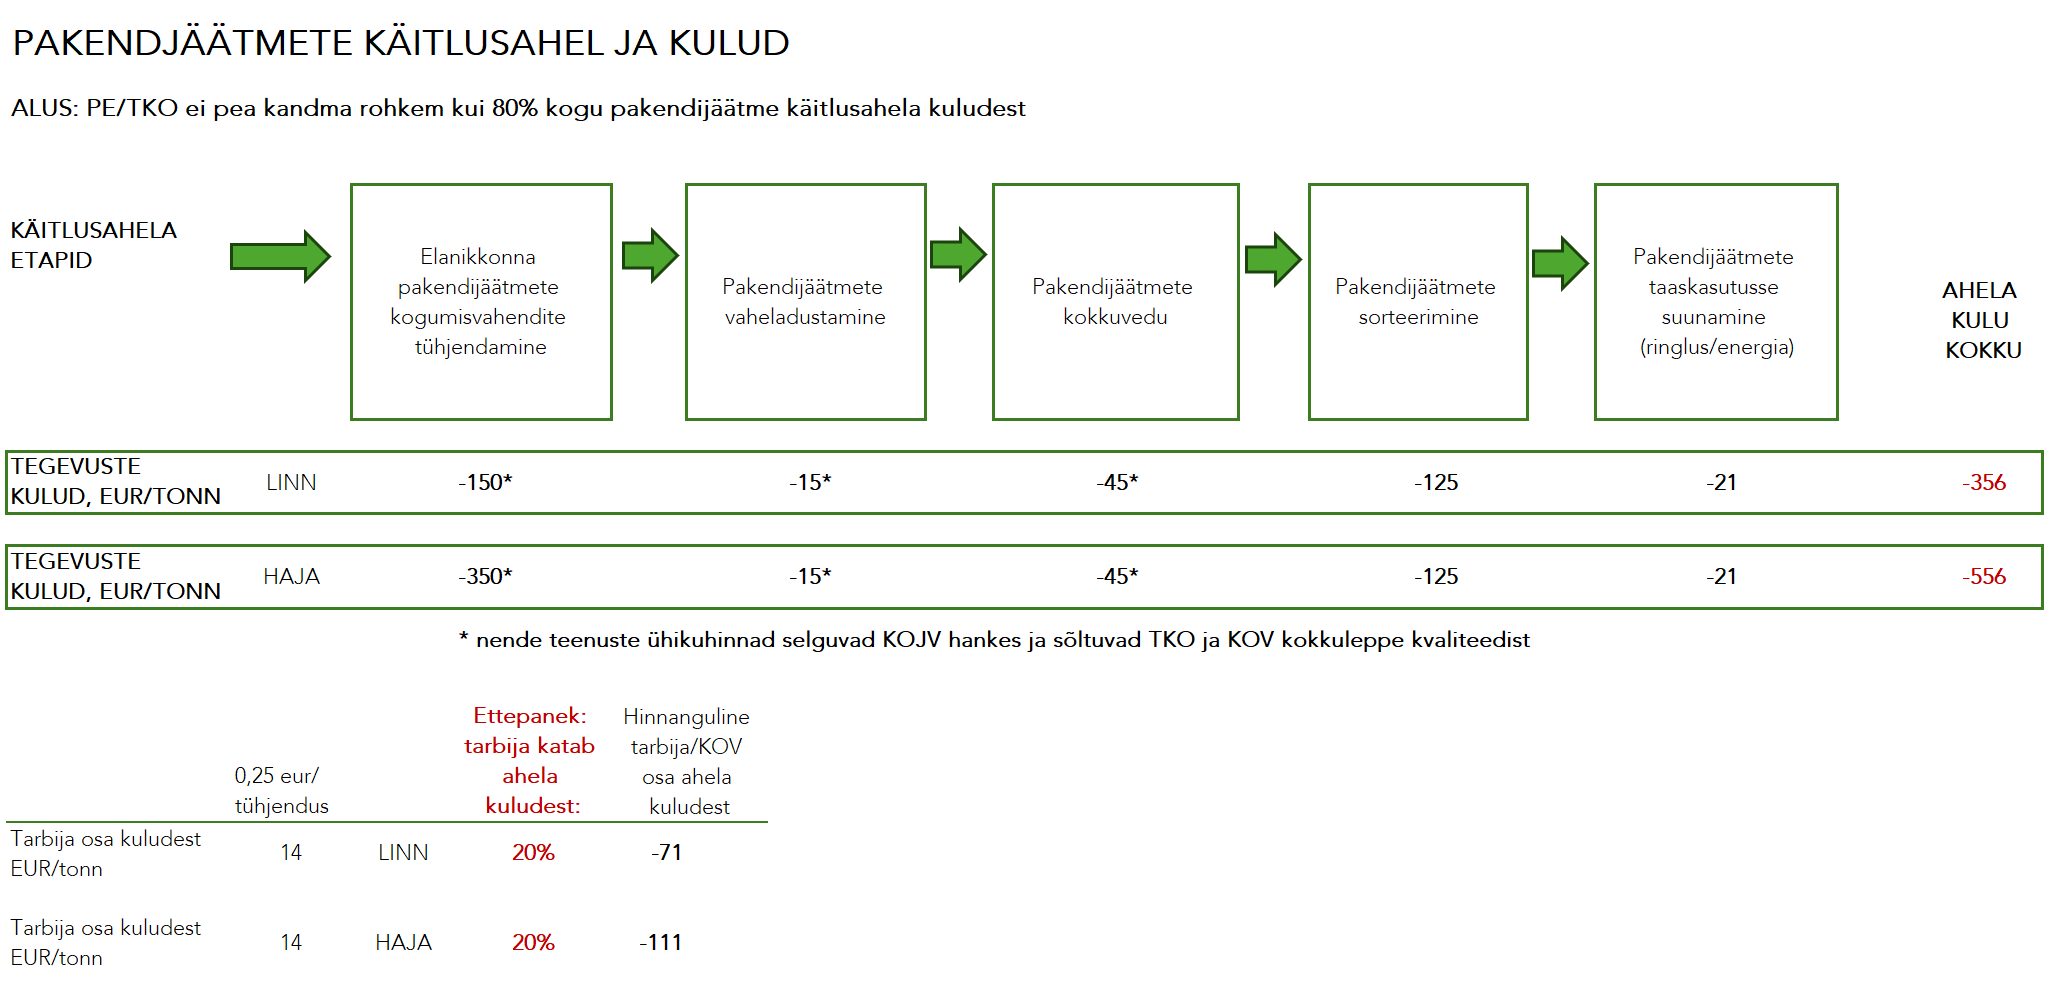 PAKENDJÄÄTMETE KÄITLUSAHEL JA KULUD
ALUS: PE/TKO ei pea kandma rohkem kui 80% kogu pakendijäätme käitlusahela kuludest
KÄITLUSAHELA
ETAPID
Elanikkonna
pakendijäätmete
kogumisvahendite
tühjendamine
Pakendijäätmete
vaheladustamine
Pakendijäätmete
kokkuvedu
Pakendijäätmete
sorteerimine
Pakendijäätmete
taaskasutusse
suunamine
(ringlus/energia)
AHELA
KULU
KOKKU
TEGEVUSTE
KULUD, EUR/TONN
LINN
-150*
-15*
-45*
-125
-21
-356
TEGEVUSTE
KULUD, EUR/TONN
HAJA
-350*
-15*
-45*
-125
-21
-556
* nende teenuste ühikuhinnad selguvad KOJV hankes ja sõltuvad TKO ja KOV kokkuleppe kvaliteedist
0,25 eur/
tühjendus
Ettepanek:
tarbija katab
ahela
kuludest:
Hinnanguline
tarbija/KOV
osa ahela
kuludest
Tarbija osa kuludest
EUR/tonn
14
LINN
20%
-71
Tarbija osa kuludest
EUR/tonn
14
HAJA
20%
-111